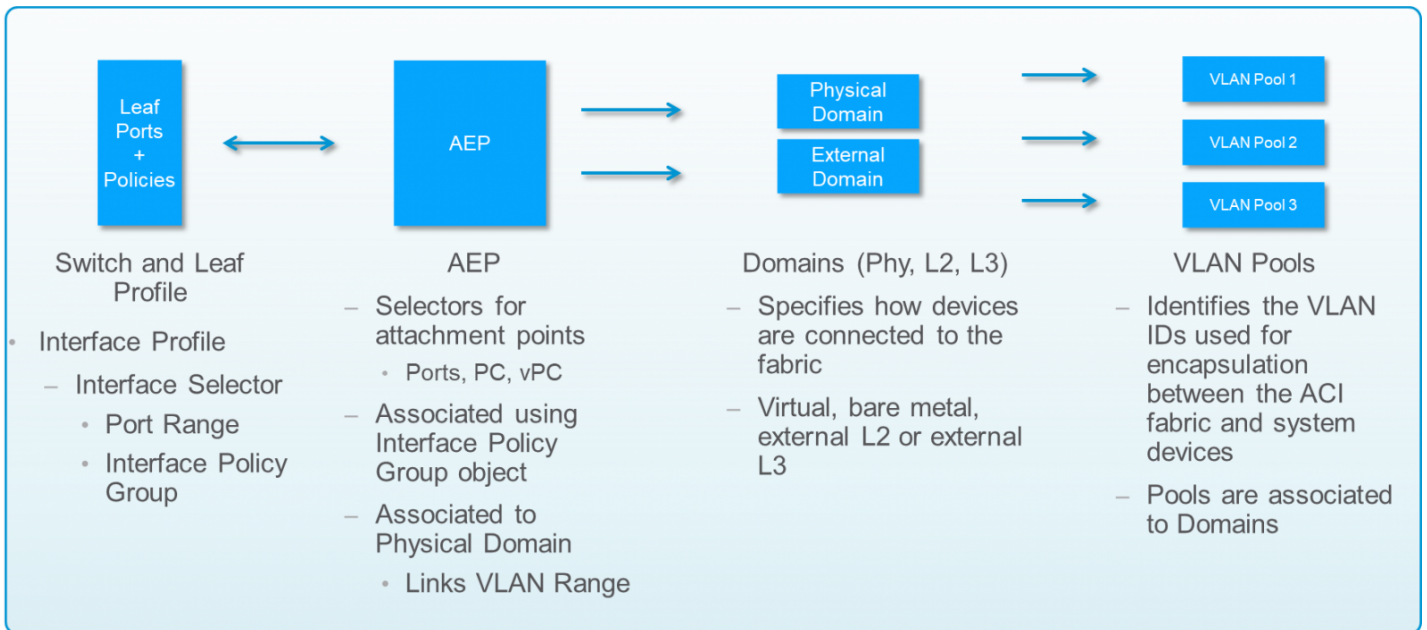 Leaf
Ports
+
Policies
AEP
Physical
Domain
External
Domain
VLAN Pool 1
VLAN Pool 2
VLAN Pool 3
Switch and Leaf
Profile
• Interface Profile
– Interface Selector
• Port Range
• Interface Policy
Group
AEP
– Selectors for
attachment points
• Ports, PC, vPC
– Associated using
Interface Policy
Group object
– Associated to
Physical Domain
• Links VLAN Range
Domains (Phy, L2, L3)
– Specifies how devices
are connected to the
fabric
– Virtual, bare metal,
external L2 or external
L3
VLAN Pools
– Identifies the VLAN
IDs used for
encapsulation
between the ACI
fabric and system
devices
– Pools are associated
to Domains